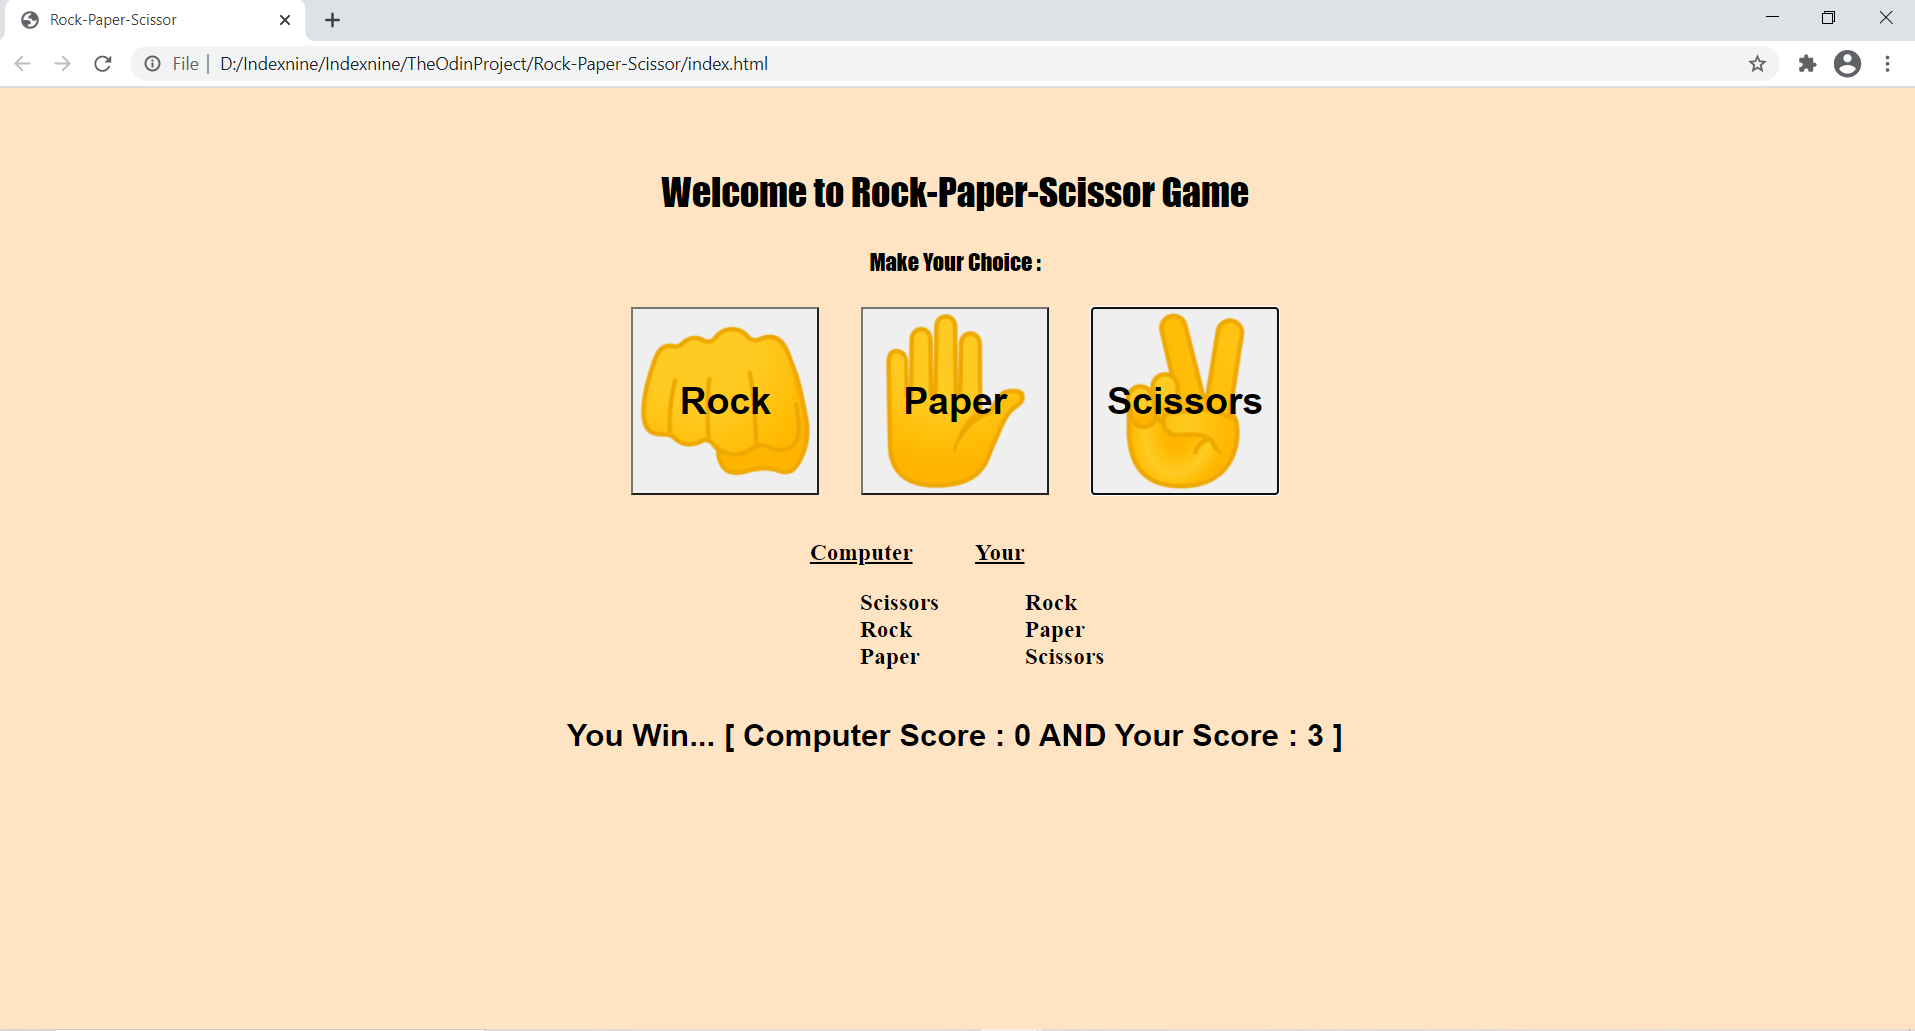 Rock-Paper-Scissor
File | D:/Indexnine/Indexnine/TheOdinProject/Rock-Paper-Scissor/index.html
Welcome to Rock-Paper-Scissor Game
Make Your Choice :
Rock Paper Scissors
Computer Your
Scissors Rock
Rock Paper
Paper Scissors
You Win... [ Computer Score : 0 AND Your Score : 3 ]